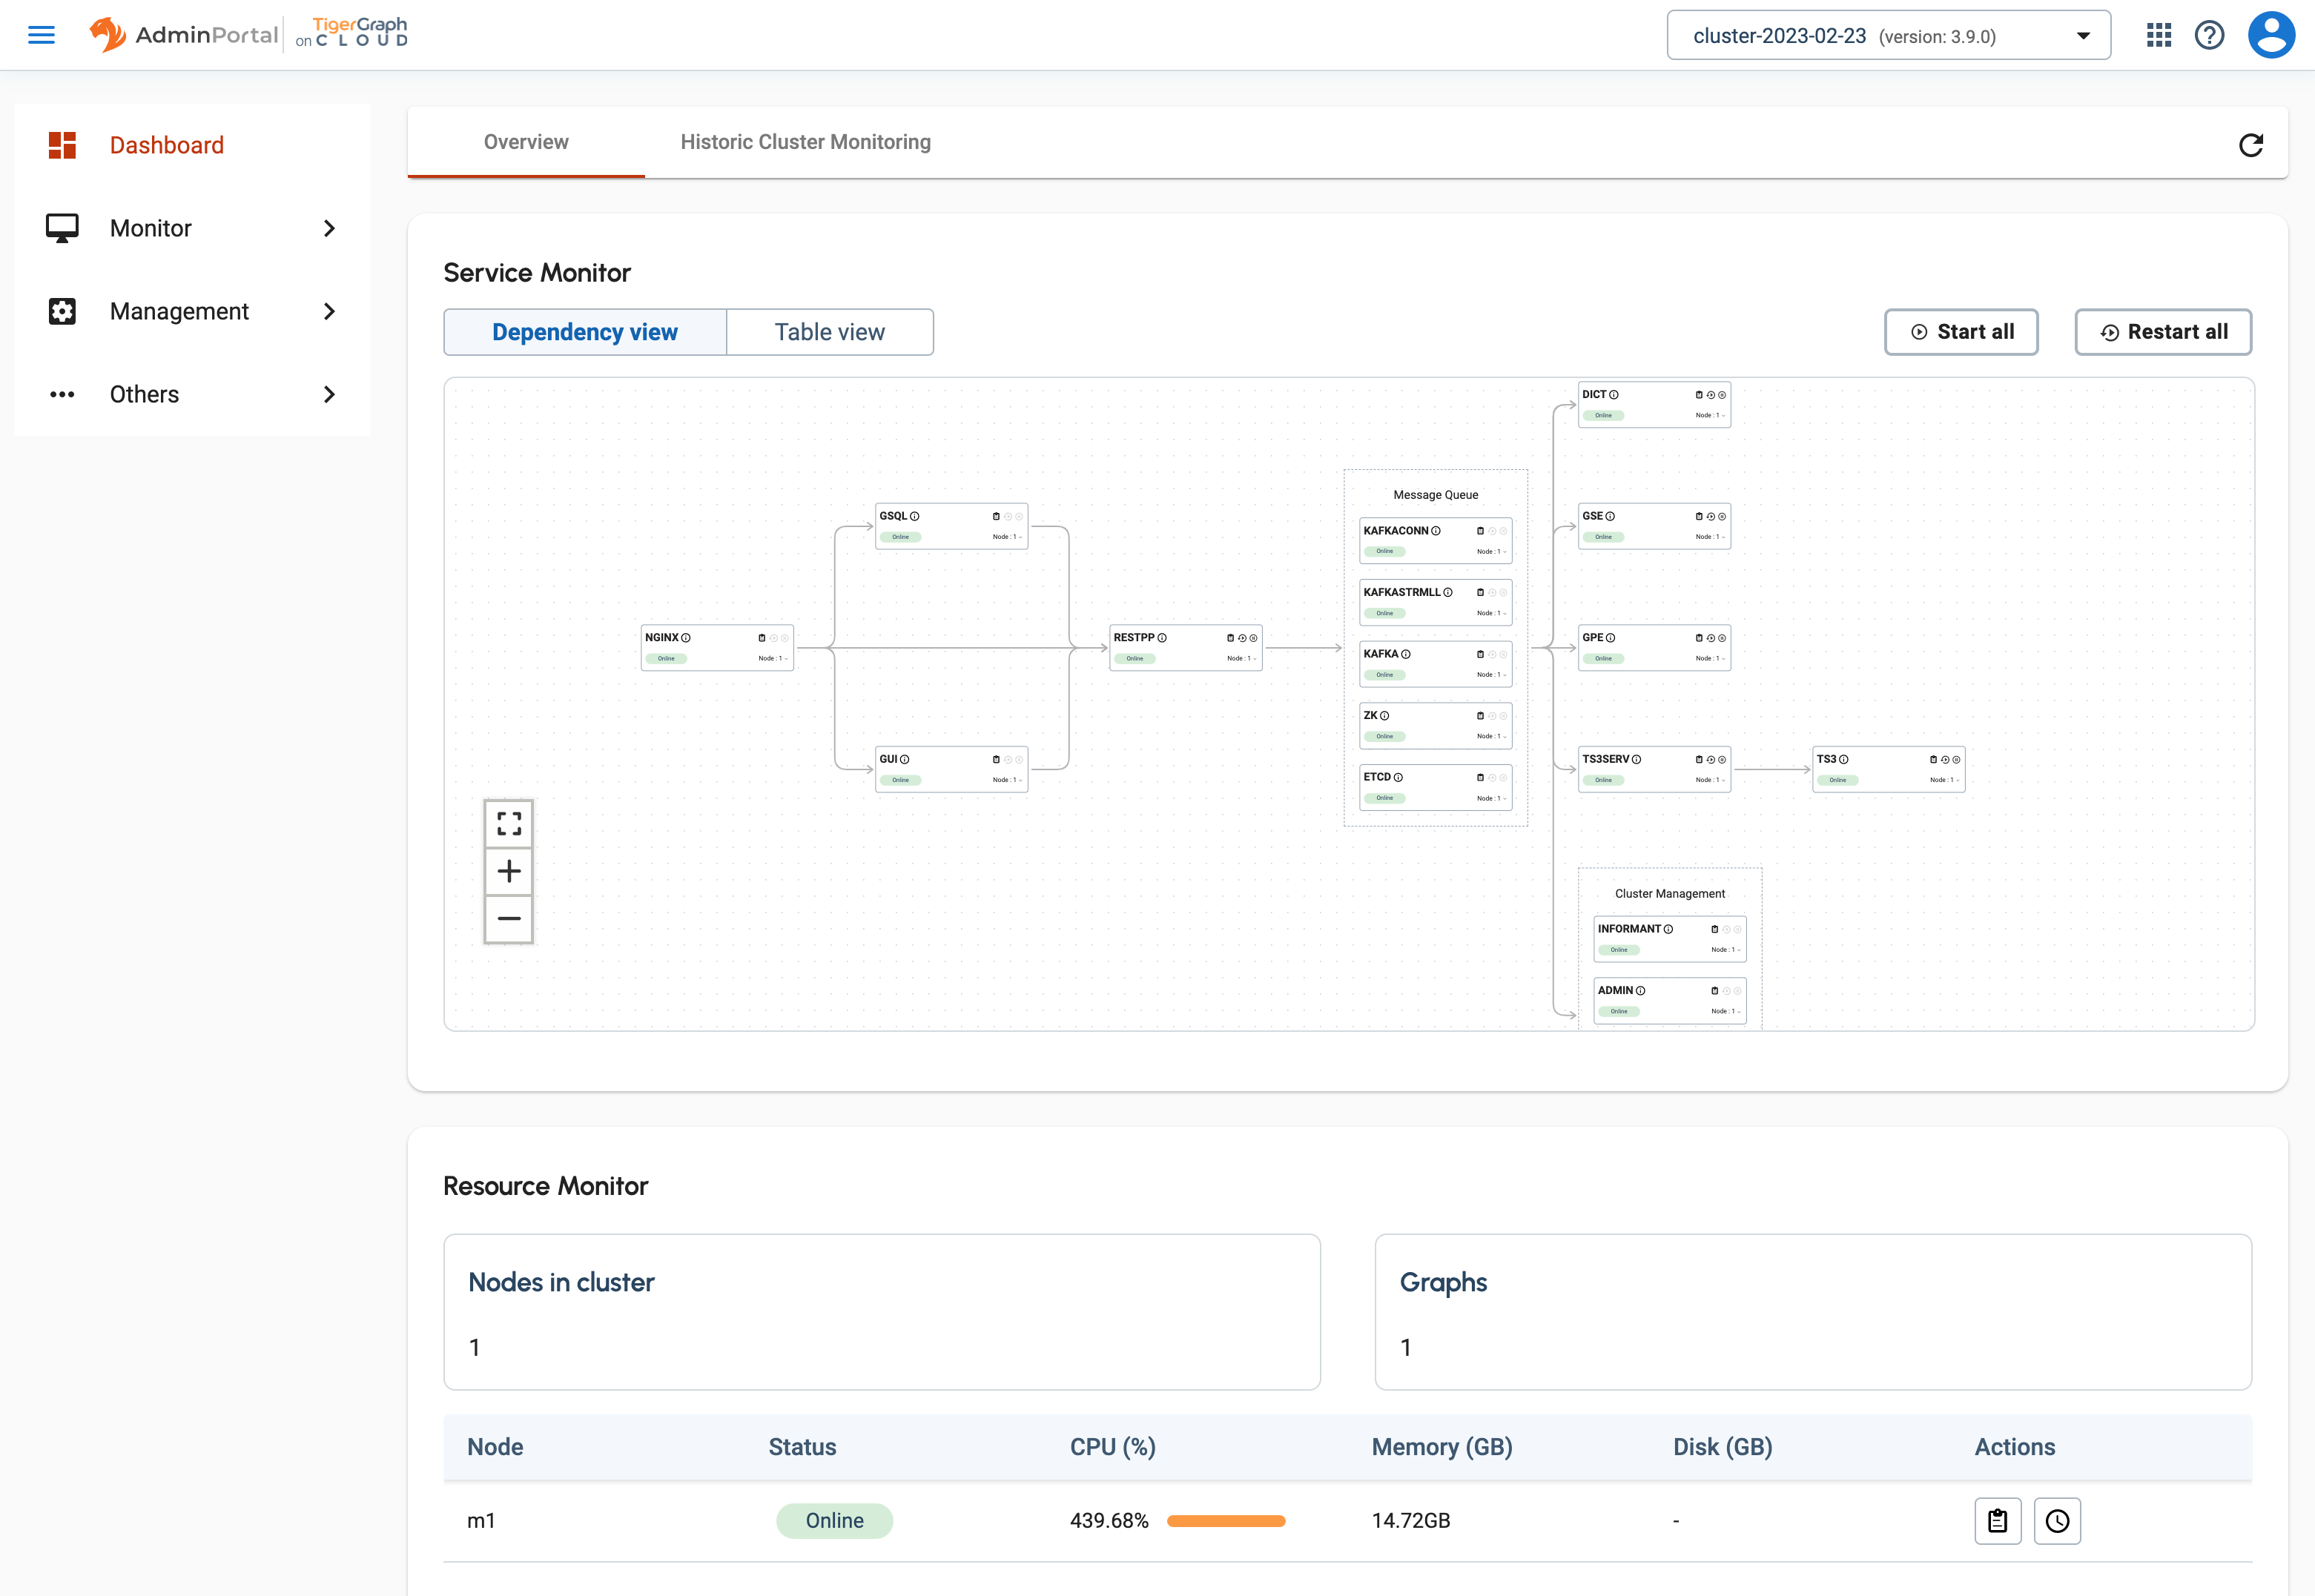 AdminPortal
TigerGraph
on CLOUD
cluster-2023-02-23 (version: 3.9.0)
Dashboard
Monitor
Management
Others
Overview
Historic Cluster Monitoring
Service Monitor
Dependency view
Table view
Start all
Restart all
NGINX
Online
Node : 1
GSQL
Online
Node : 1
GUI
Online
Node : 1
RESTPP
Online
Node : 1
Message Queue
KAFKACONN
Online
Node : 1
KAFKASTRMLL
Online
Node : 1
KAFKA
Online
Node : 1
ZK
Online
Node : 1
ETCD
Online
Node : 1
DICT
Online
Node : 1
GSE
Online
Node : 1
GPE
Online
Node : 1
TS3SERV
Online
Node : 1
TS3
Online
Node : 1
Cluster Management
INFORMANT
Online
Node : 1
ADMIN
Online
Node : 1
Resource Monitor
Nodes in cluster
1
Graphs
1
Node Status CPU (%) Memory (GB) Disk (GB) Actions
m1 Online 439.68% 14.72GB -